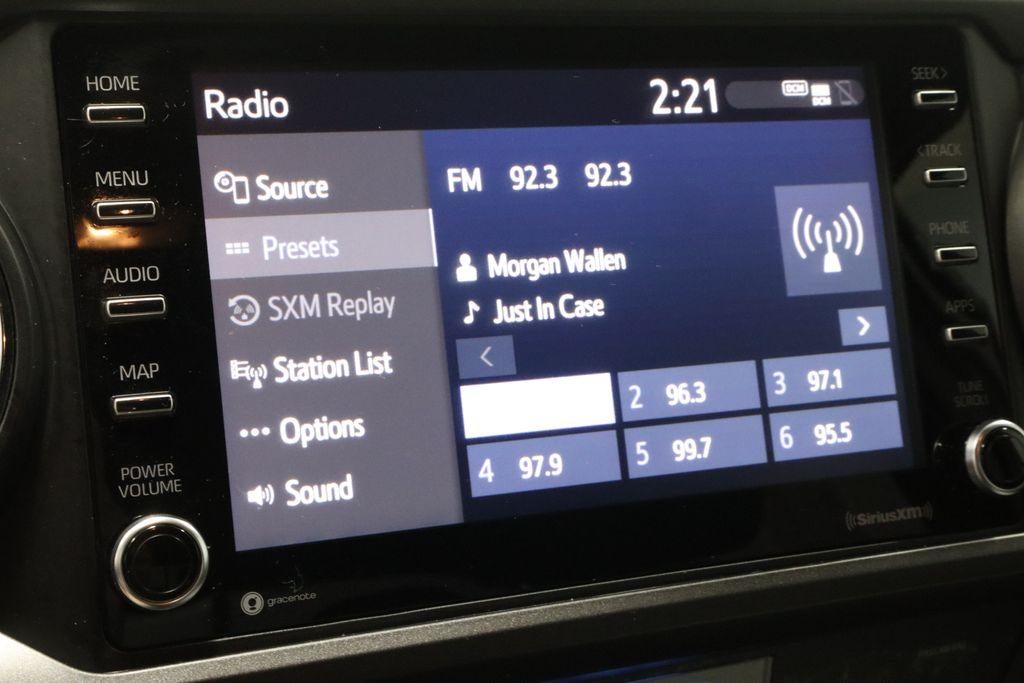 HOME
MENU
AUDIO
MAP
POWER
VOLUME
Radio
2:21
DCM
DCM
Source
Presets
SXM Replay
Station List
Options
Sound
FM 92.3 92.3
Morgan Wallen
Just In Case
<
>
2 96.3
3 97.1
4 97.9
5 99.7
6 95.5
SEEK>
<TRACK
PHONE
APPS
TUNE
SCROLL
gracenote
SiriusXM